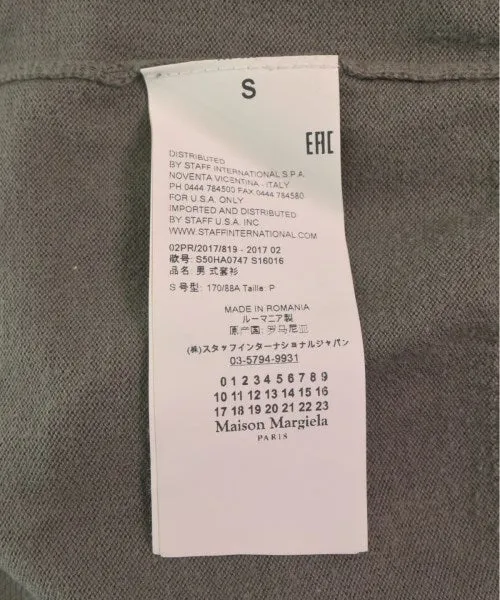 S
EAC
DISTRIBUTED
BY STAFF INTERNATIONAL S.P.A.
NOVENTA VICENTINA - ITALY
PH 0444 784500 FAX 0444 784580
FOR U.S.A. ONLY
IMPORTED AND DISTRIBUTED
BY STAFF U.S.A. INC
WWW.STAFFINTERNATIONAL.COM
02PR/2017/819 - 2017 02
款号: S50HA0747 S16016
品名: 男 式套衫
S 号型: 170/88A Taille: P
MADE IN ROMANIA
ルーマニア製
原产国: 罗马尼亚
(株)スタッフインターナショナルジャパン
03-5794-9931
0 1 2 3 4 5 6 7 8 9
10 11 12 13 14 15 16
17 18 19 20 21 22 23
Maison Margiela
PARIS